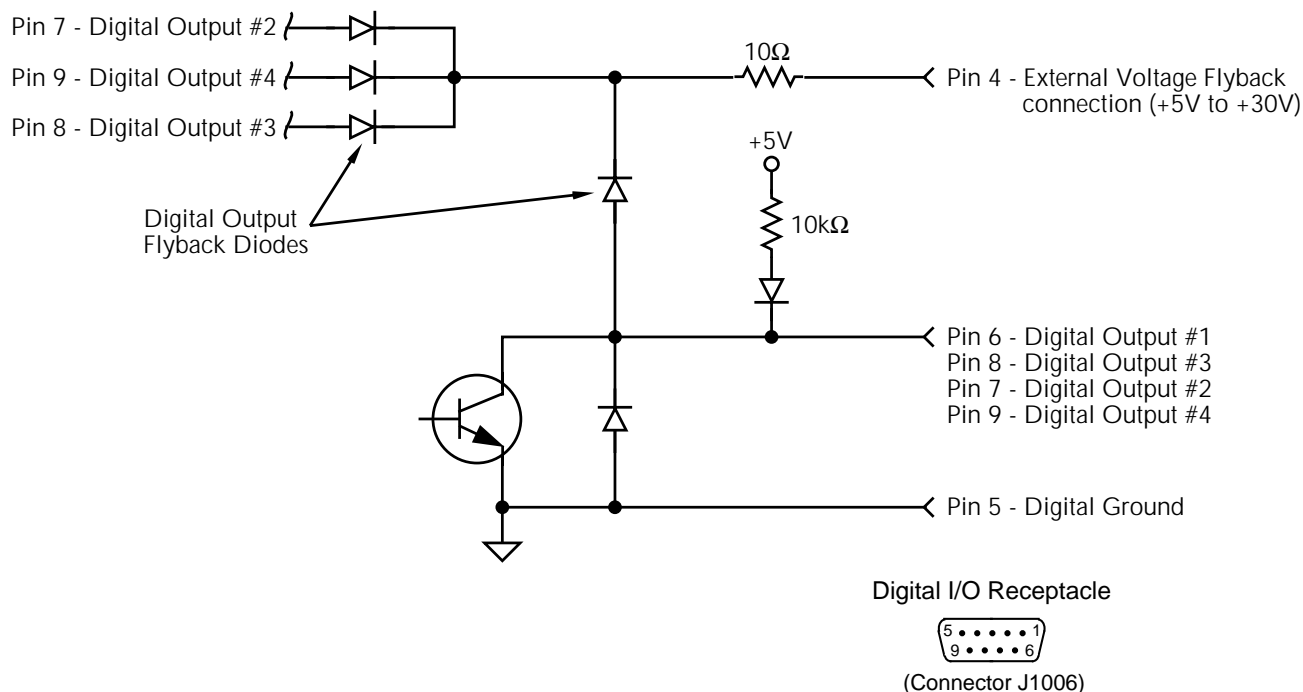 Pin 7 - Digital Output #2
Pin 9 - Digital Output #4
Pin 8 - Digital Output #3
10Ω
Pin 4 - External Voltage Flyback
connection (+5V to +30V)
+5V
10kΩ
Digital Output
Flyback Diodes
Pin 6 - Digital Output #1
Pin 8 - Digital Output #3
Pin 7 - Digital Output #2
Pin 9 - Digital Output #4
Pin 5 - Digital Ground
Digital I/O Receptacle
5 1
9 6
(Connector J1006)